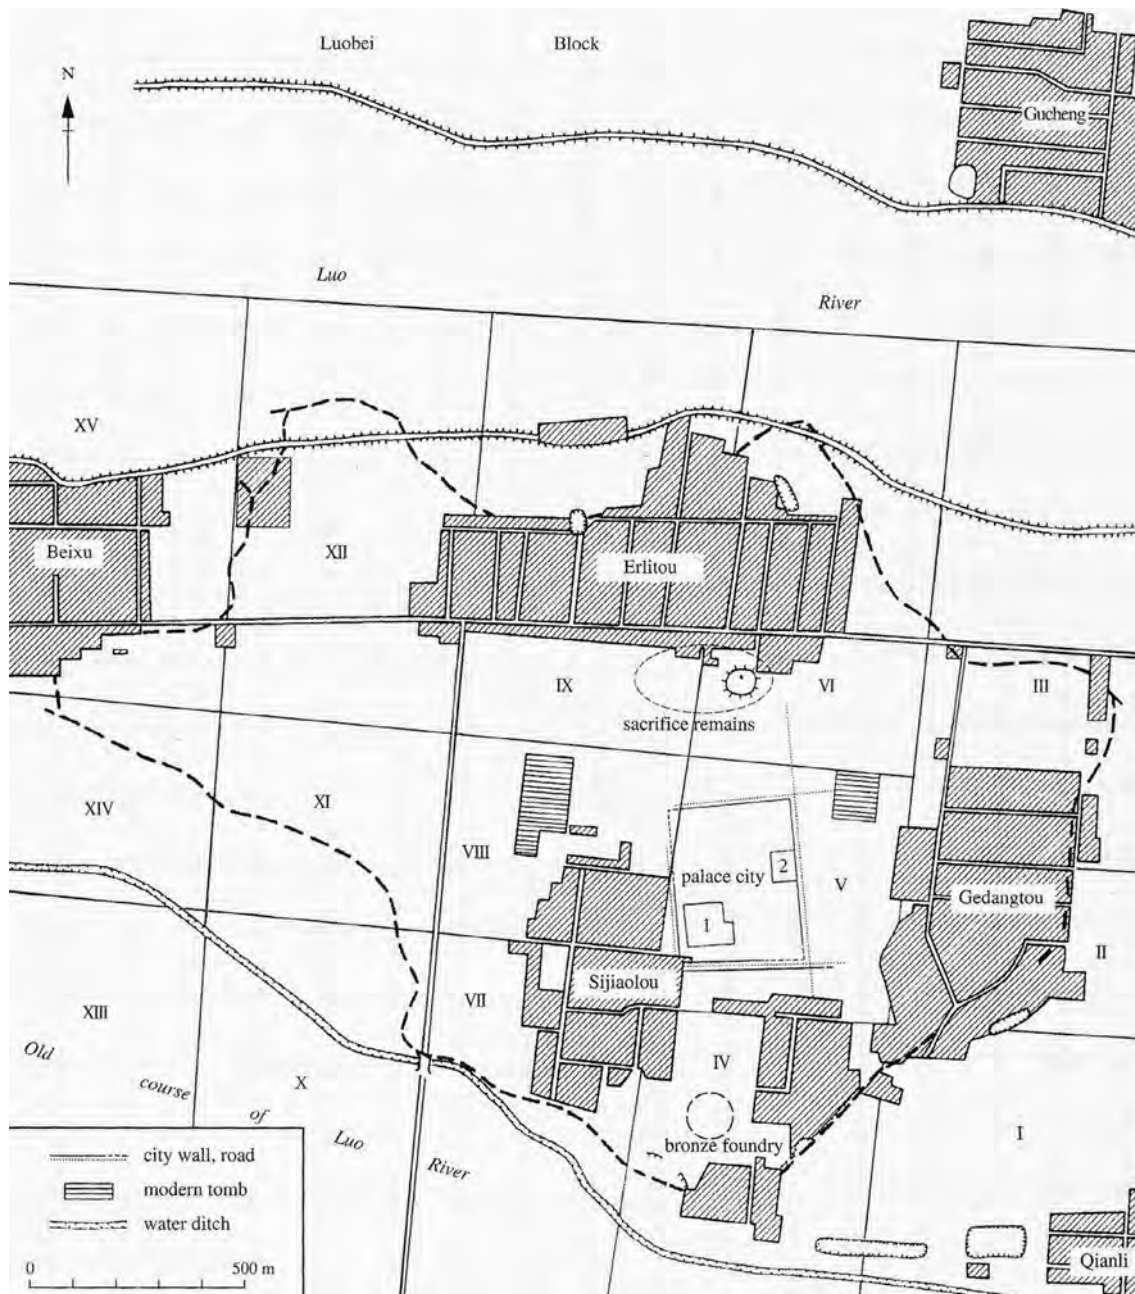 Luobei Block
N
Gucheng
Luo
River
XV
Beixu
XII
Erlitou
IX
VI
III
sacrifice remains
XIV
XI
VIII
palace city
2
V
1
Gedangtou
II
Sijiaolou
VII
XIII
IV
Old course of Luo River
X
I
bronze foundry
city wall, road
modern tomb
water ditch
0 500 m
Qianli